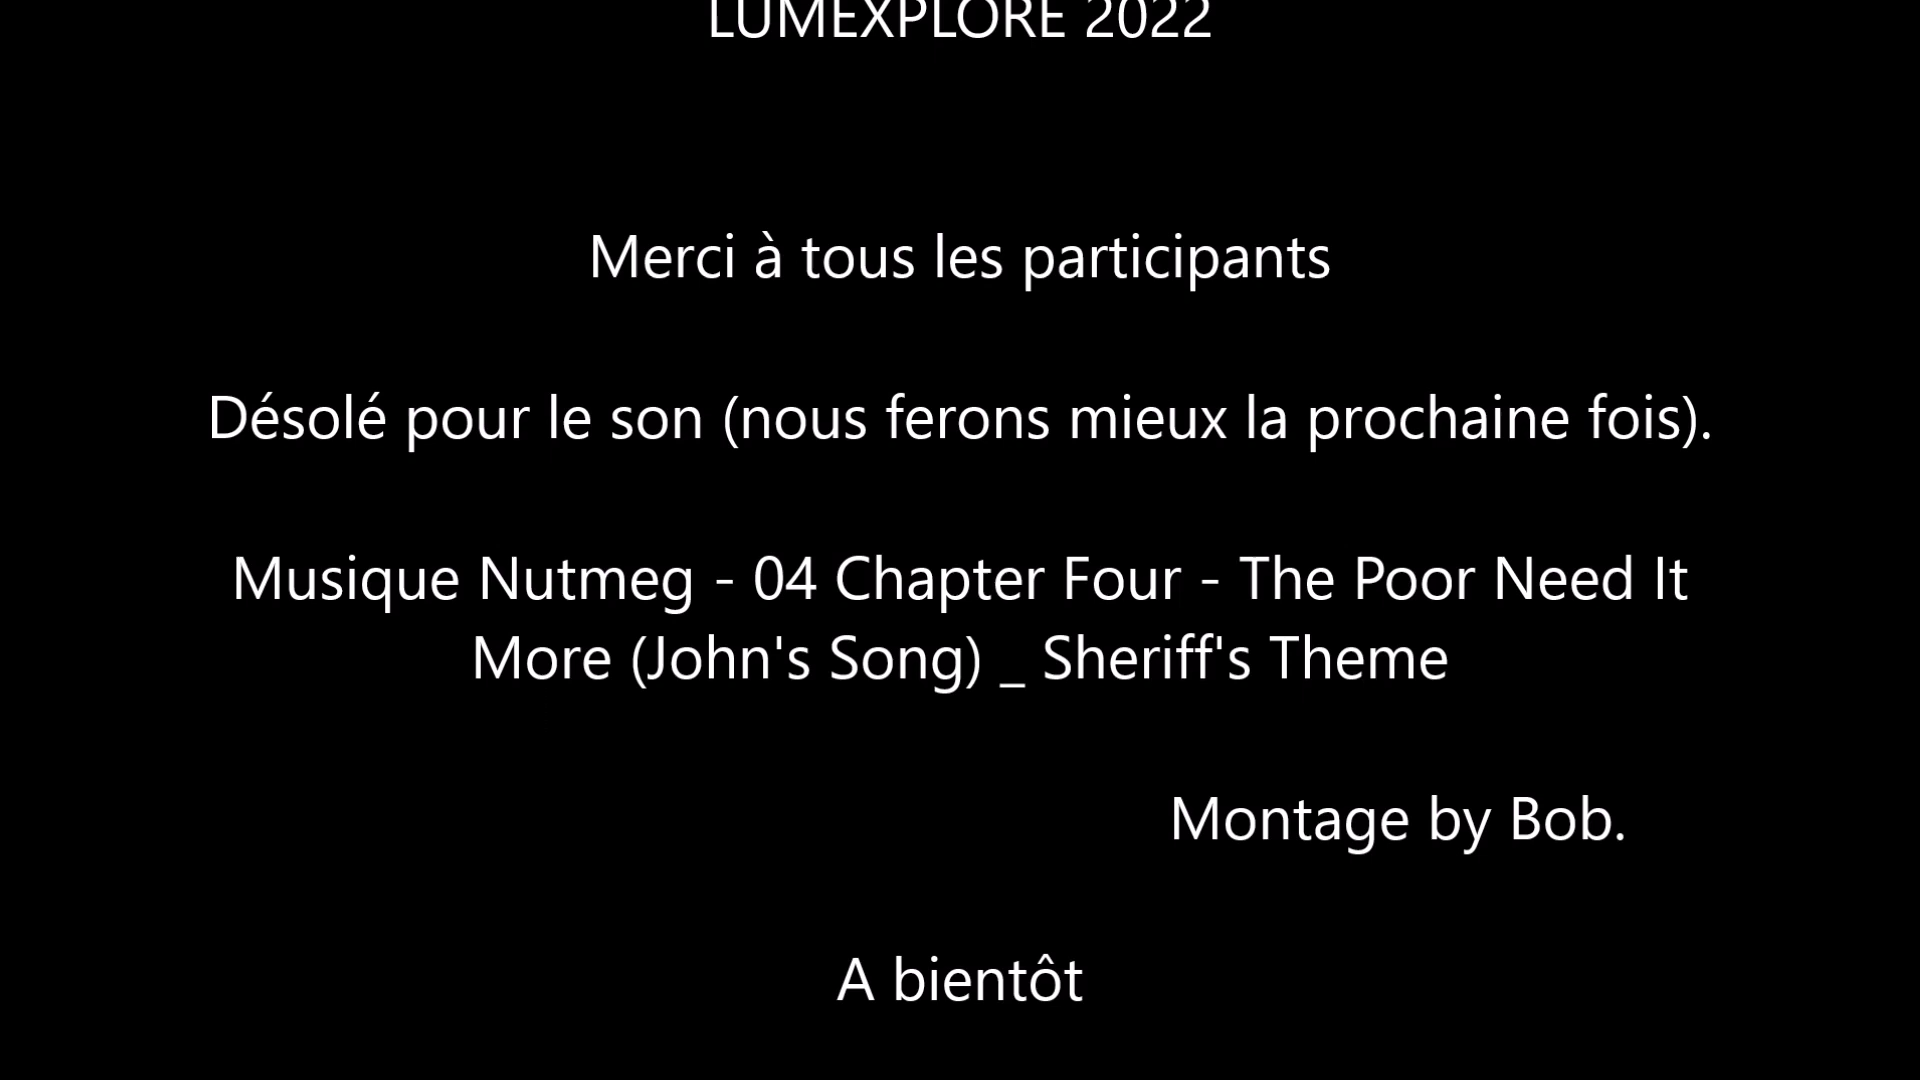 LUMEXPLORE 2022
Merci à tous les participants
Désolé pour le son (nous ferons mieux la prochaine fois).
Musique Nutmeg - 04 Chapter Four - The Poor Need It
More (John's Song) _ Sheriff's Theme
Montage by Bob.
A bientôt